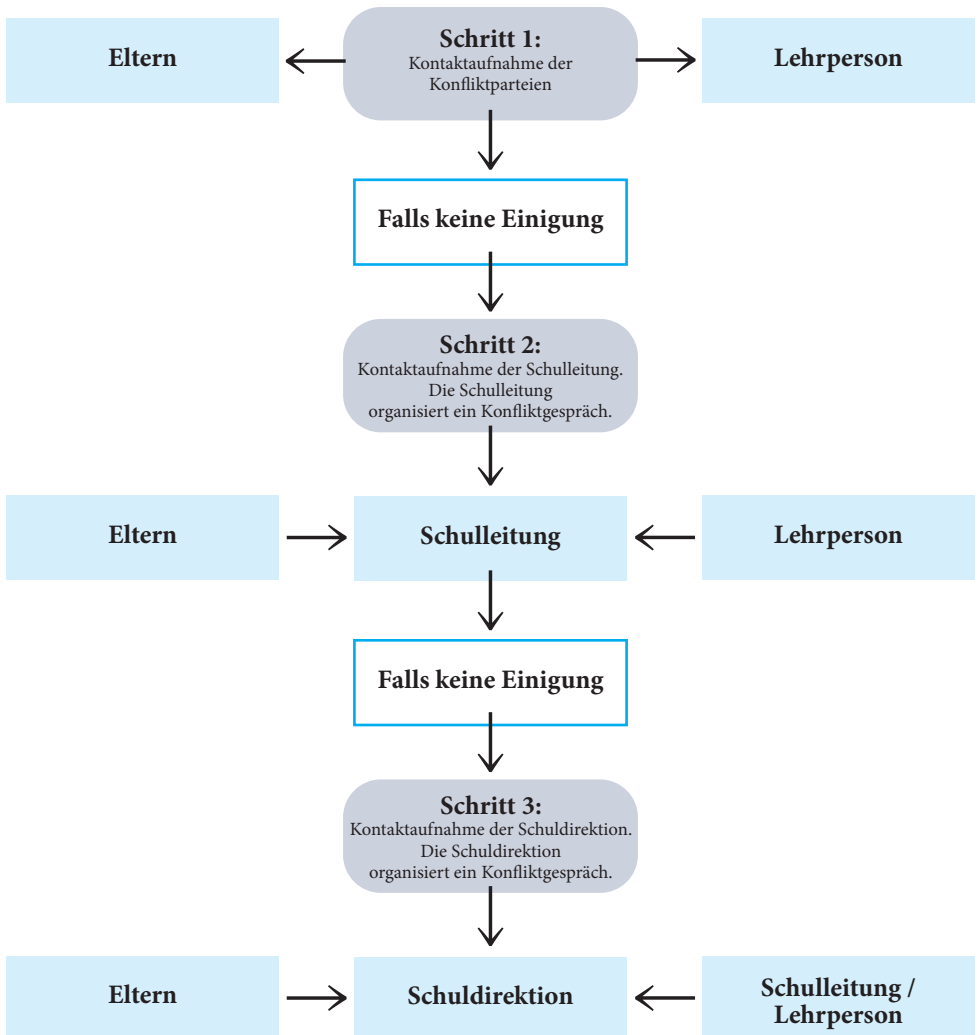 Eltern
Schritt 1:
Kontaktaufnahme der
Konfliktparteien
Lehrperson
Falls keine Einigung
Schritt 2:
Kontaktaufnahme der Schulleitung.
Die Schulleitung
organisiert ein Konfliktgespräch.
Eltern
Schulleitung
Lehrperson
Falls keine Einigung
Schritt 3:
Kontaktaufnahme der Schuldirektion.
Die Schuldirektion
organisiert ein Konfliktgespräch.
Eltern
Schuldirektion
Schulleitung /
Lehrperson